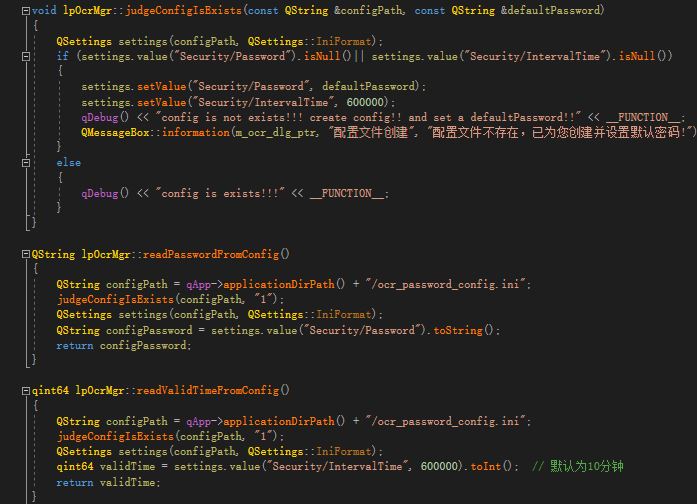 void lpOcrMgr::judgeConfigIsExists(const QString &configPath, const QString &defaultPassword)
{
QSettings settings(configPath, QSettings::IniFormat);
if (settings.value("Security/Password").isNull()|| settings.value("Security/IntervalTime").isNull())
{
settings.setValue("Security/Password", defaultPassword);
settings.setValue("Security/IntervalTime", 600000);
qDebug() << "config is not exists!!! create config!! and set a defaultPassword!!" << __FUNCTION__;
QMessageBox::information(m_ocr_dlg_ptr, "配置文件创建", "配置文件不存在，已为您创建并设置默认密码!")
}
else
{
qDebug() << "config is exists!!!" << __FUNCTION__;
}
}
QString lpOcrMgr::readPasswordFromConfig()
{
QString configPath = qApp->applicationDirPath() + "/ocr_password_config.ini";
judgeConfigIsExists(configPath, "1");
QSettings settings(configPath, QSettings::IniFormat);
QString configPassword = settings.value("Security/Password").toString();
return configPassword;
}
qint64 lpOcrMgr::readValidTimeFromConfig()
{
QString configPath = qApp->applicationDirPath() + "/ocr_password_config.ini";
judgeConfigIsExists(configPath, "1");
QSettings settings(configPath, QSettings::IniFormat);
qint64 validTime = settings.value("Security/IntervalTime", 600000).toInt(); // 默认为10分钟
return validTime;
}